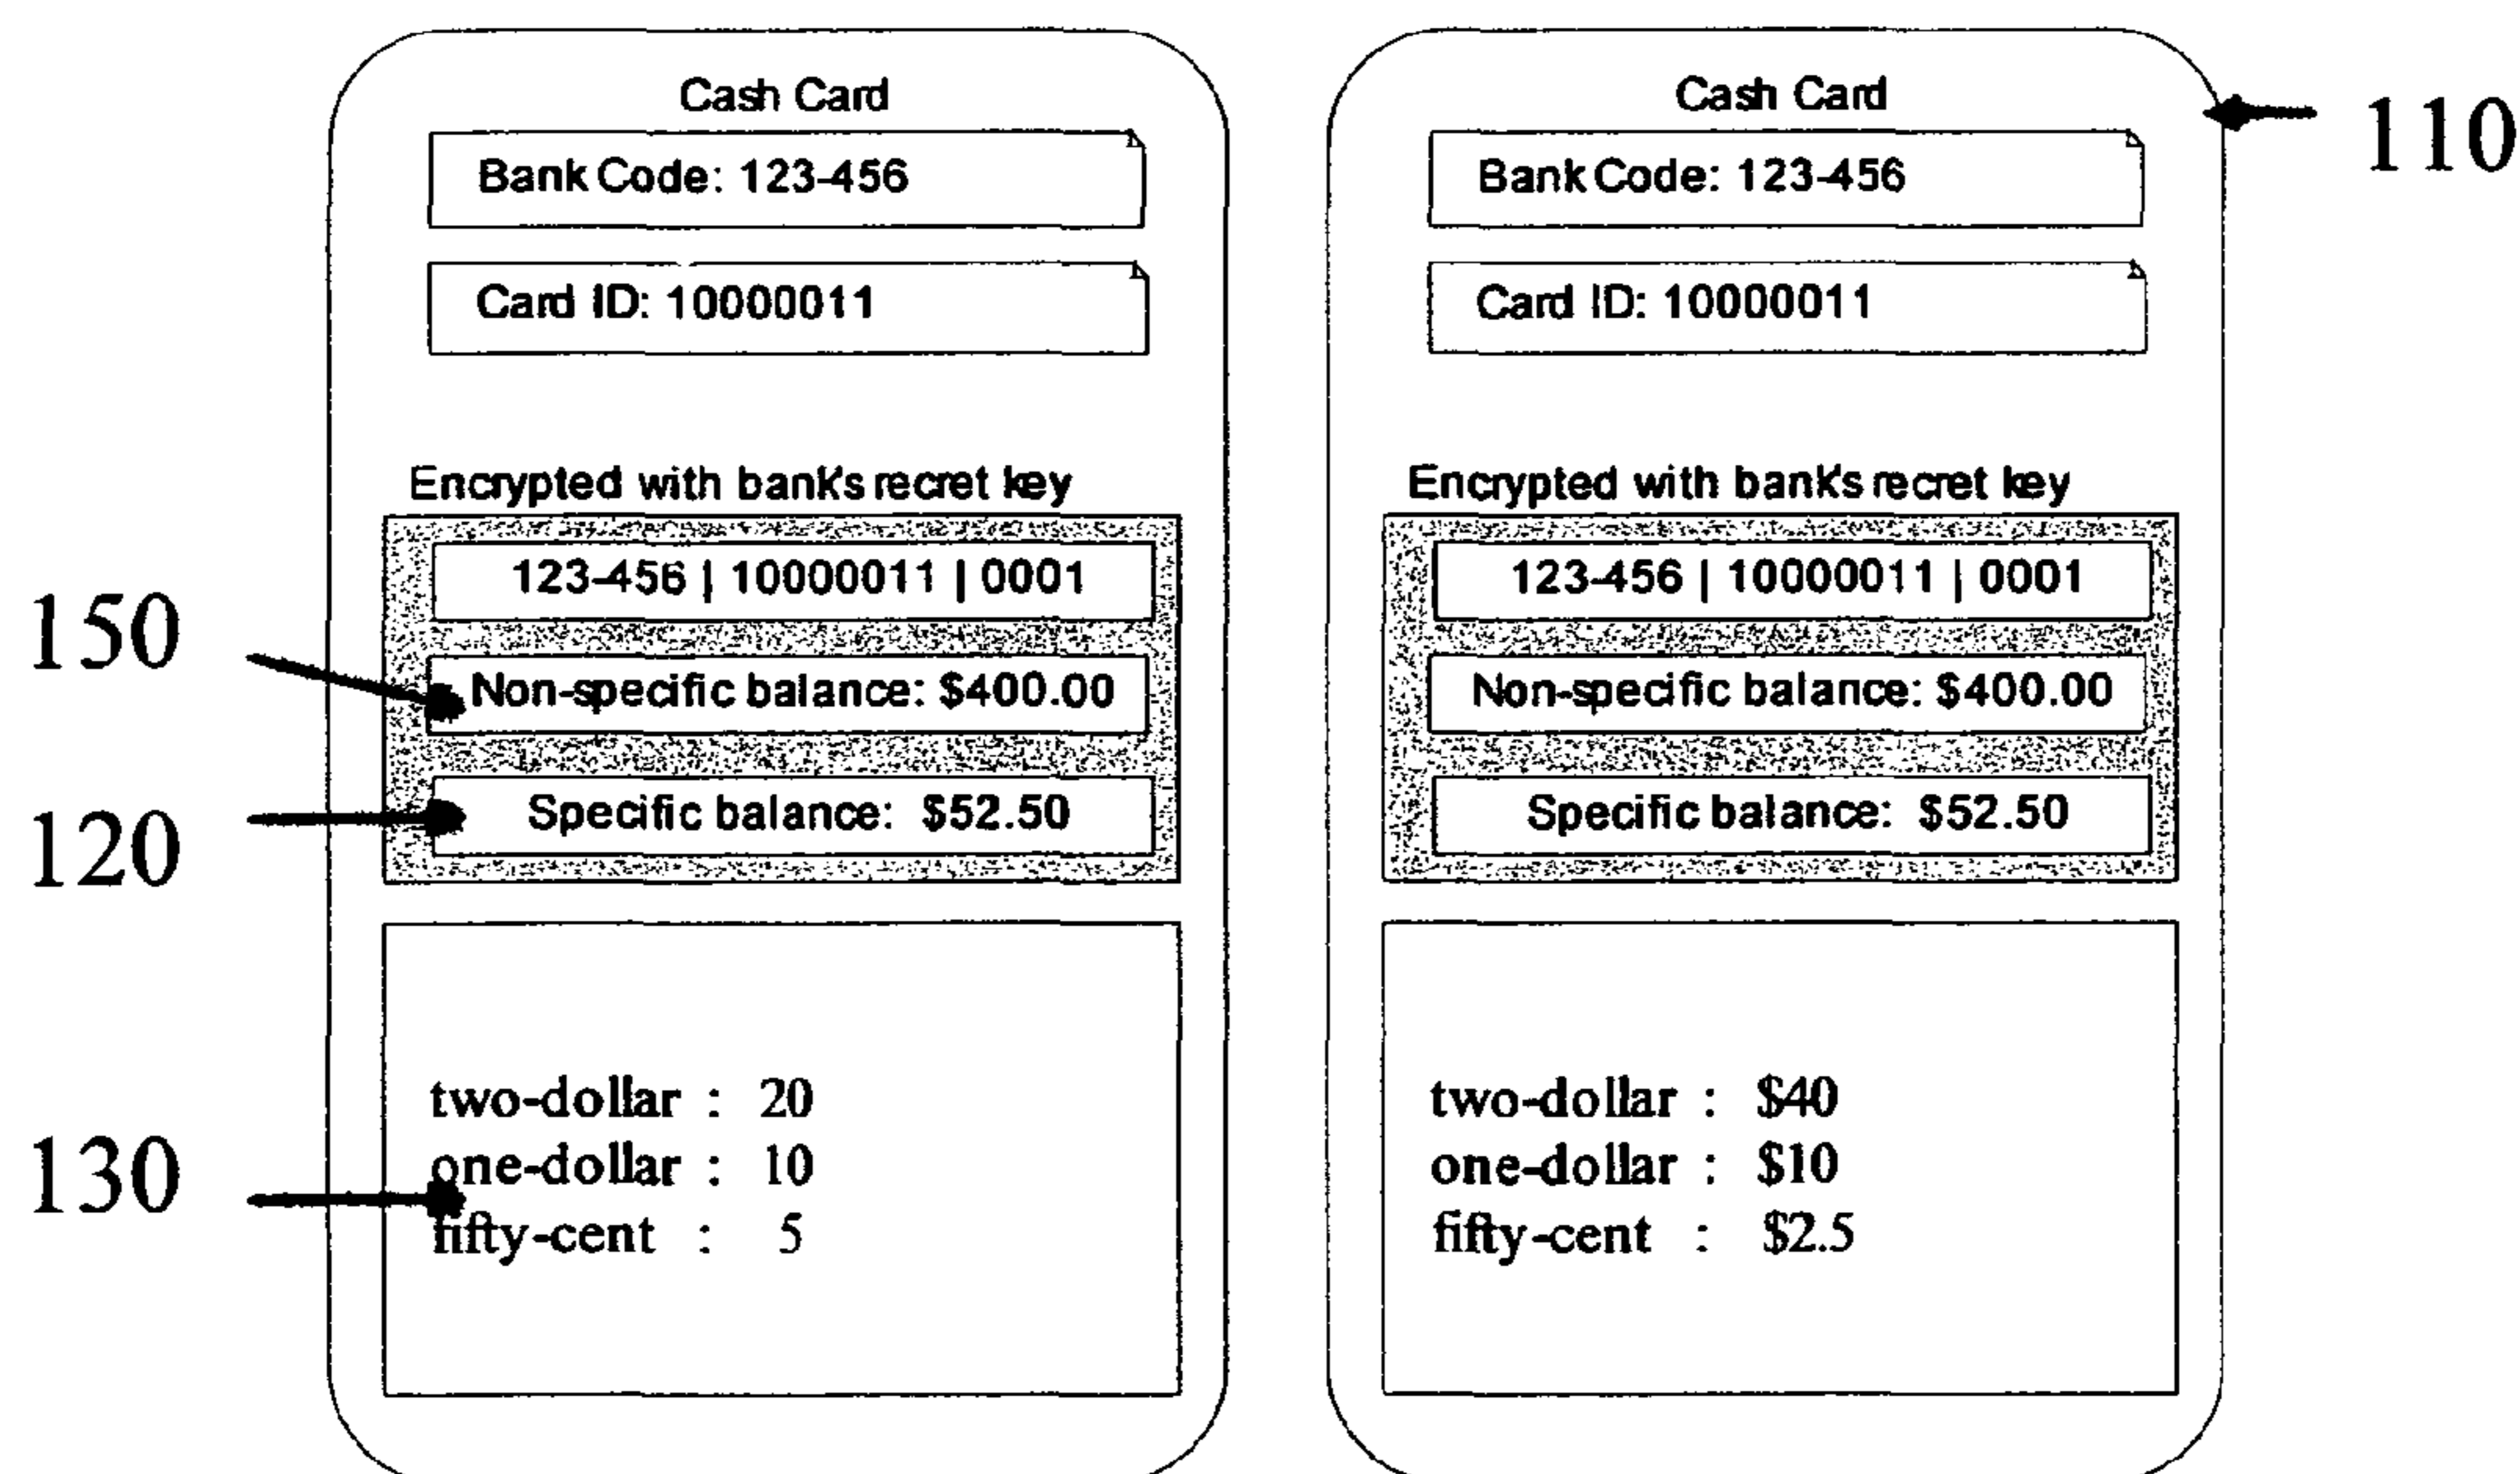 Cash Card
Bank Code: 123-456
Card ID: 10000011
Encrypted with bank's recret key
123-456 | 10000011 | 0001
150
Non-specific balance: $400.00
120
Specific balance: $52.50
two-dollar : 20
130
one-dollar : 10
fifty-cent : 5
Cash Card
110
Bank Code: 123-456
Card ID: 10000011
Encrypted with bank's recret key
123-456 | 10000011 | 0001
Non-specific balance: $400.00
Specific balance: $52.50
two-dollar : $40
one-dollar : $10
fifty-cent : $2.5